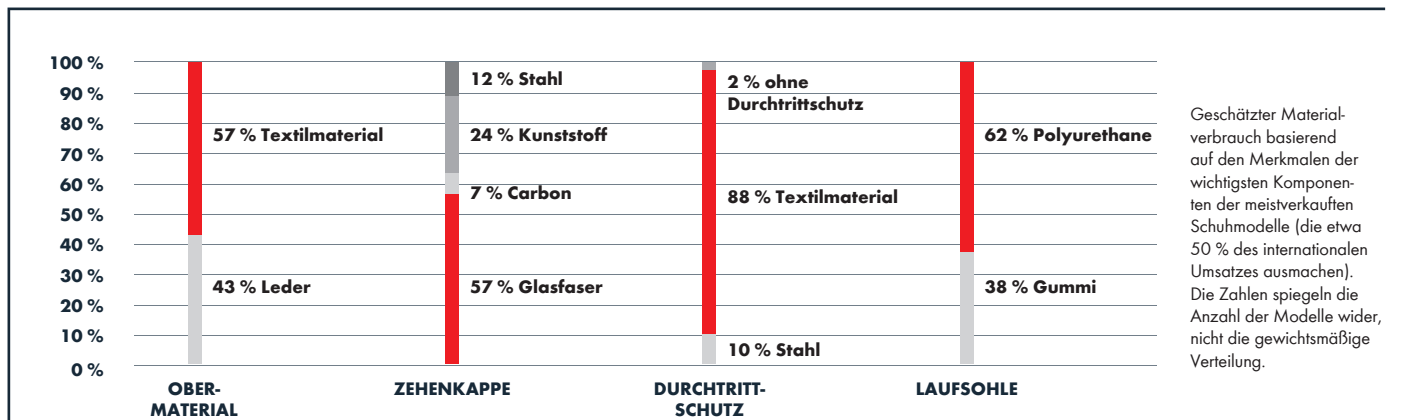 100 %
90 %
80 %
70 %
60 %
50 %
40 %
30 %
20 %
10 %
0 %
57 % Textilmaterial
43 % Leder
OBER-
MATERIAL
12 % Stahl
24 % Kunststoff
7 % Carbon
57 % Glasfaser
ZEHENKAPPE
2 % ohne
Durchtrittschutz
88 % Textilmaterial
10 % Stahl
DURCHTRITT-
SCHUTZ
62 % Polyurethane
38 % Gummi
LAUFSOHLE
Geschätzter Material-
verbrauch basierend
auf den Merkmalen der
wichtigsten Komponen-
ten der meistverkauften
Schuhmodelle (die etwa
50 % des internationalen
Umsatzes ausmachen).
Die Zahlen spiegeln die
Anzahl der Modelle wider,
nicht die gewichtsmäßige
Verteilung.